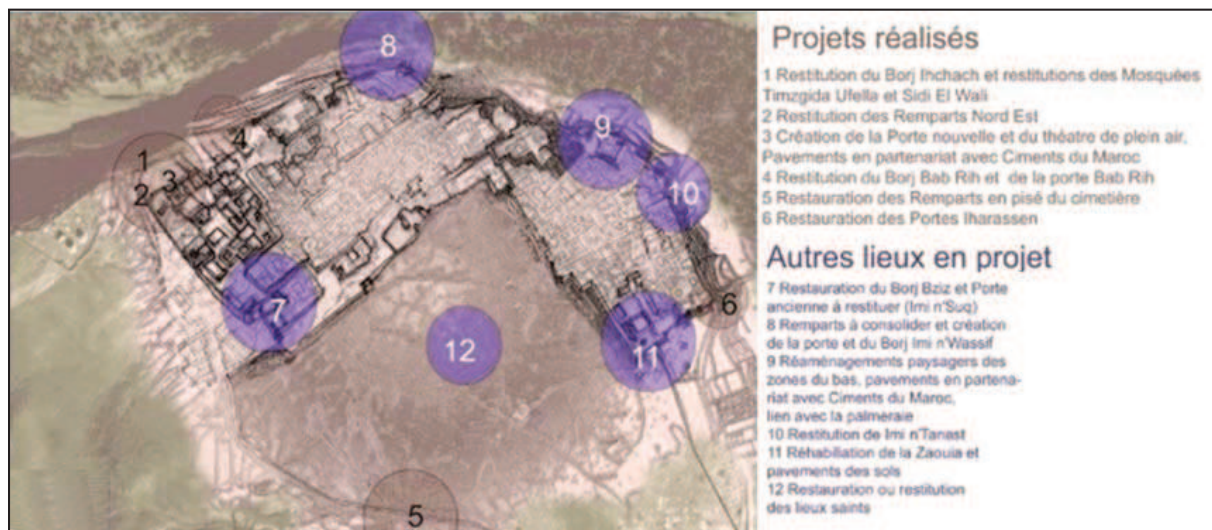 Projets réalisés
1 Restitution du Borj Ihchach et restitutions des Mosquées
Timzgida Ufella et Sidi El Wali
2 Restitution des Remparts Nord Est
3 Création de la Porte nouvelle et du théatre de plein air,
Pavements en partenariat avec Ciments du Maroc
4 Restitution du Borj Bab Rih et de la porte Bab Rih
5 Restauration des Remparts en pisé du cimetière
6 Restauration des Portes Iharassen
Autres lieux en projet
7 Restauration du Borj Bziz et Porte
ancienne à restituer (Imi n'Suq)
8 Remparts à consolider et création
de la porte et du Borj Imi n'Wassif
9 Réaménagements paysagers des
zones du bas, pavements en partena-
riat avec Ciments du Maroc,
lien avec la palmeraie
10 Restitution de Imi n'Tanast
11 Réhabiliation de la Zaouia et
pavements des sols
12 Restauration ou restitution
des lieux saints
8
4
9
1
3
2
10
7
6
12
11
5